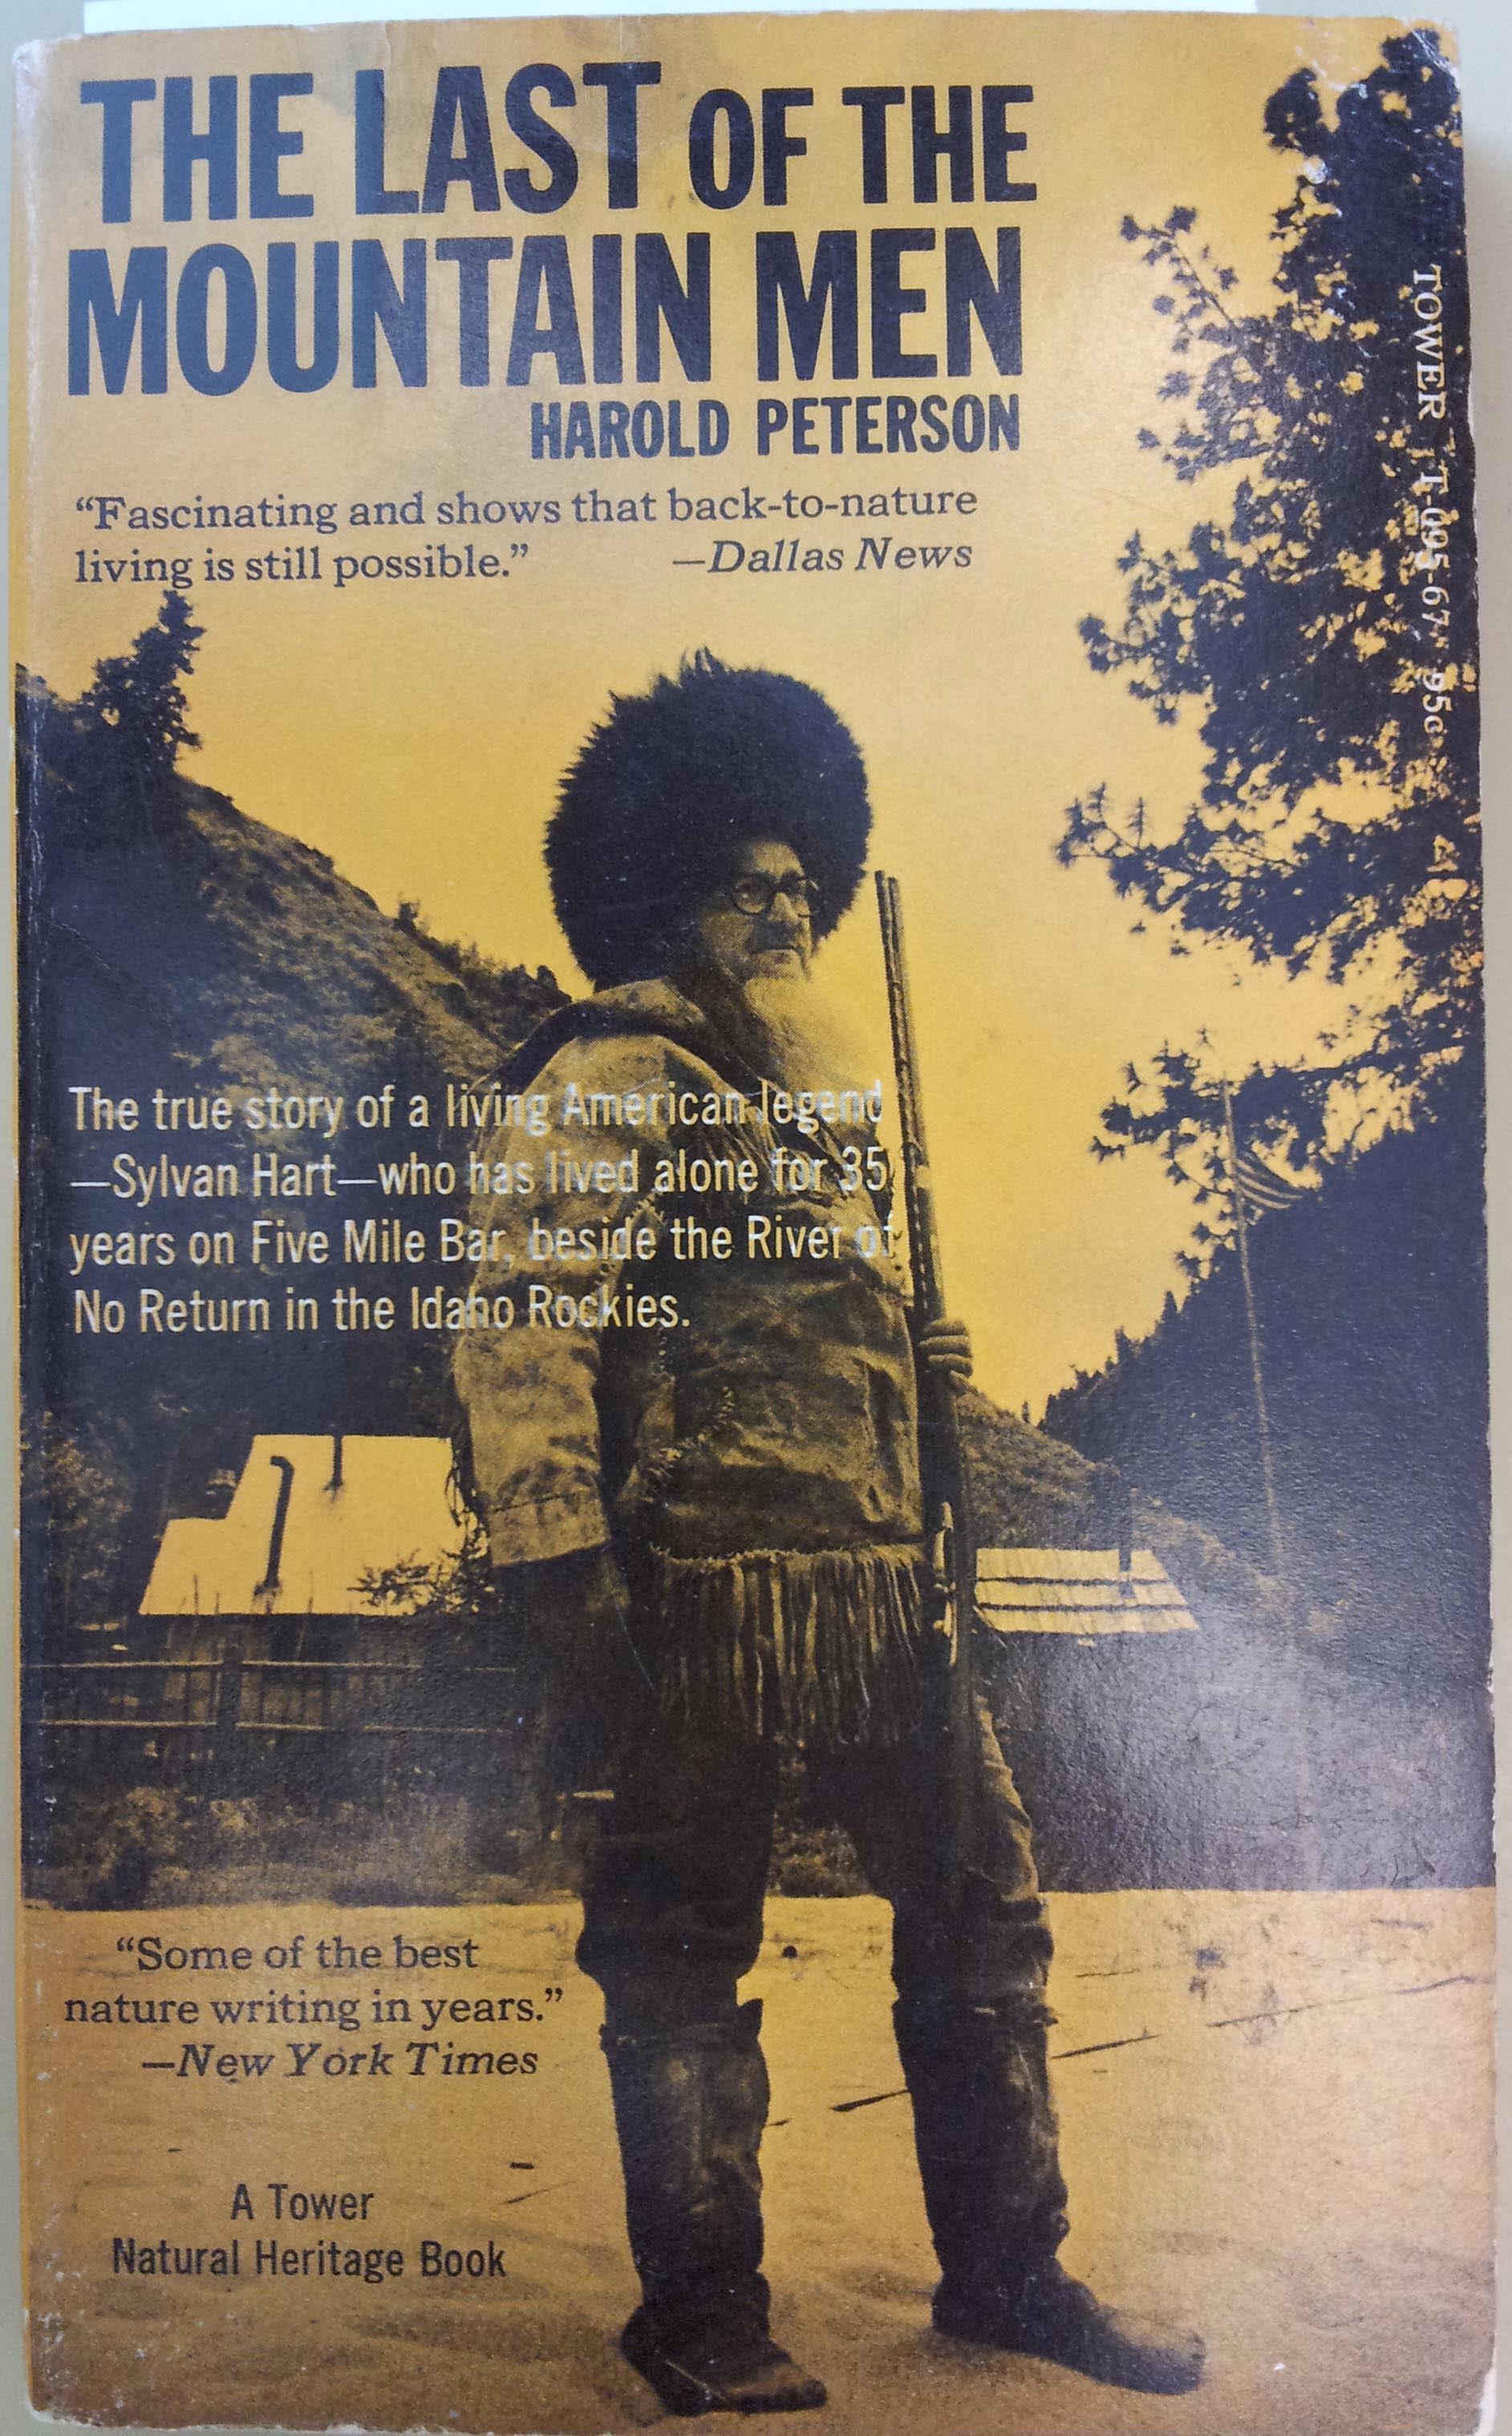 THE LAST OF THE
MOUNTAIN MEN
HAROLD PETERSON
“Fascinating and shows that back-to-nature
living is still possible.” —Dallas News
TOWER T-095-67 95c
The true story of a living American legend
—Sylvan Hart—who has lived alone for 35
years on Five Mile Bar, beside the River of
No Return in the Idaho Rockies.
“Some of the best
nature writing in years.”
—New York Times
A Tower
Natural Heritage Book